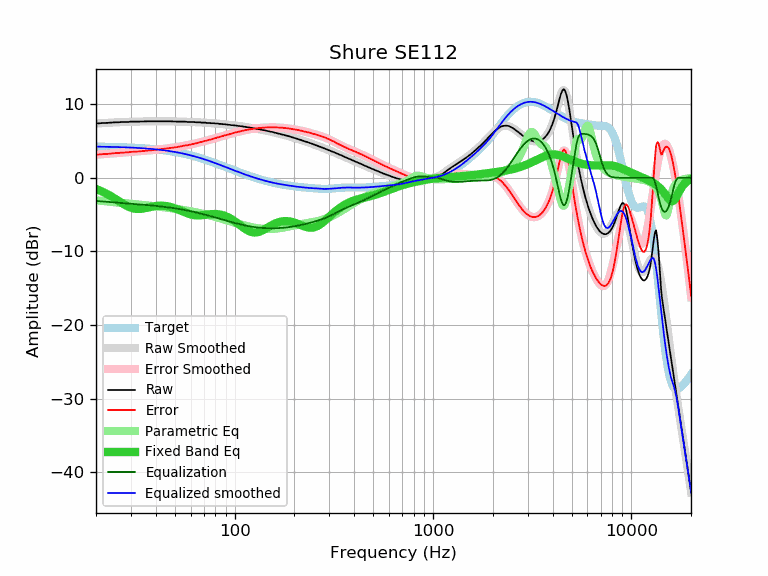 Shure SE112
Amplitude (dBr)
10
0
−10
−20
−30
−40
Target
Raw Smoothed
Error Smoothed
Raw
Error
Parametric Eq
Fixed Band Eq
Equalization
Equalized smoothed
100
1000
10000
Frequency (Hz)